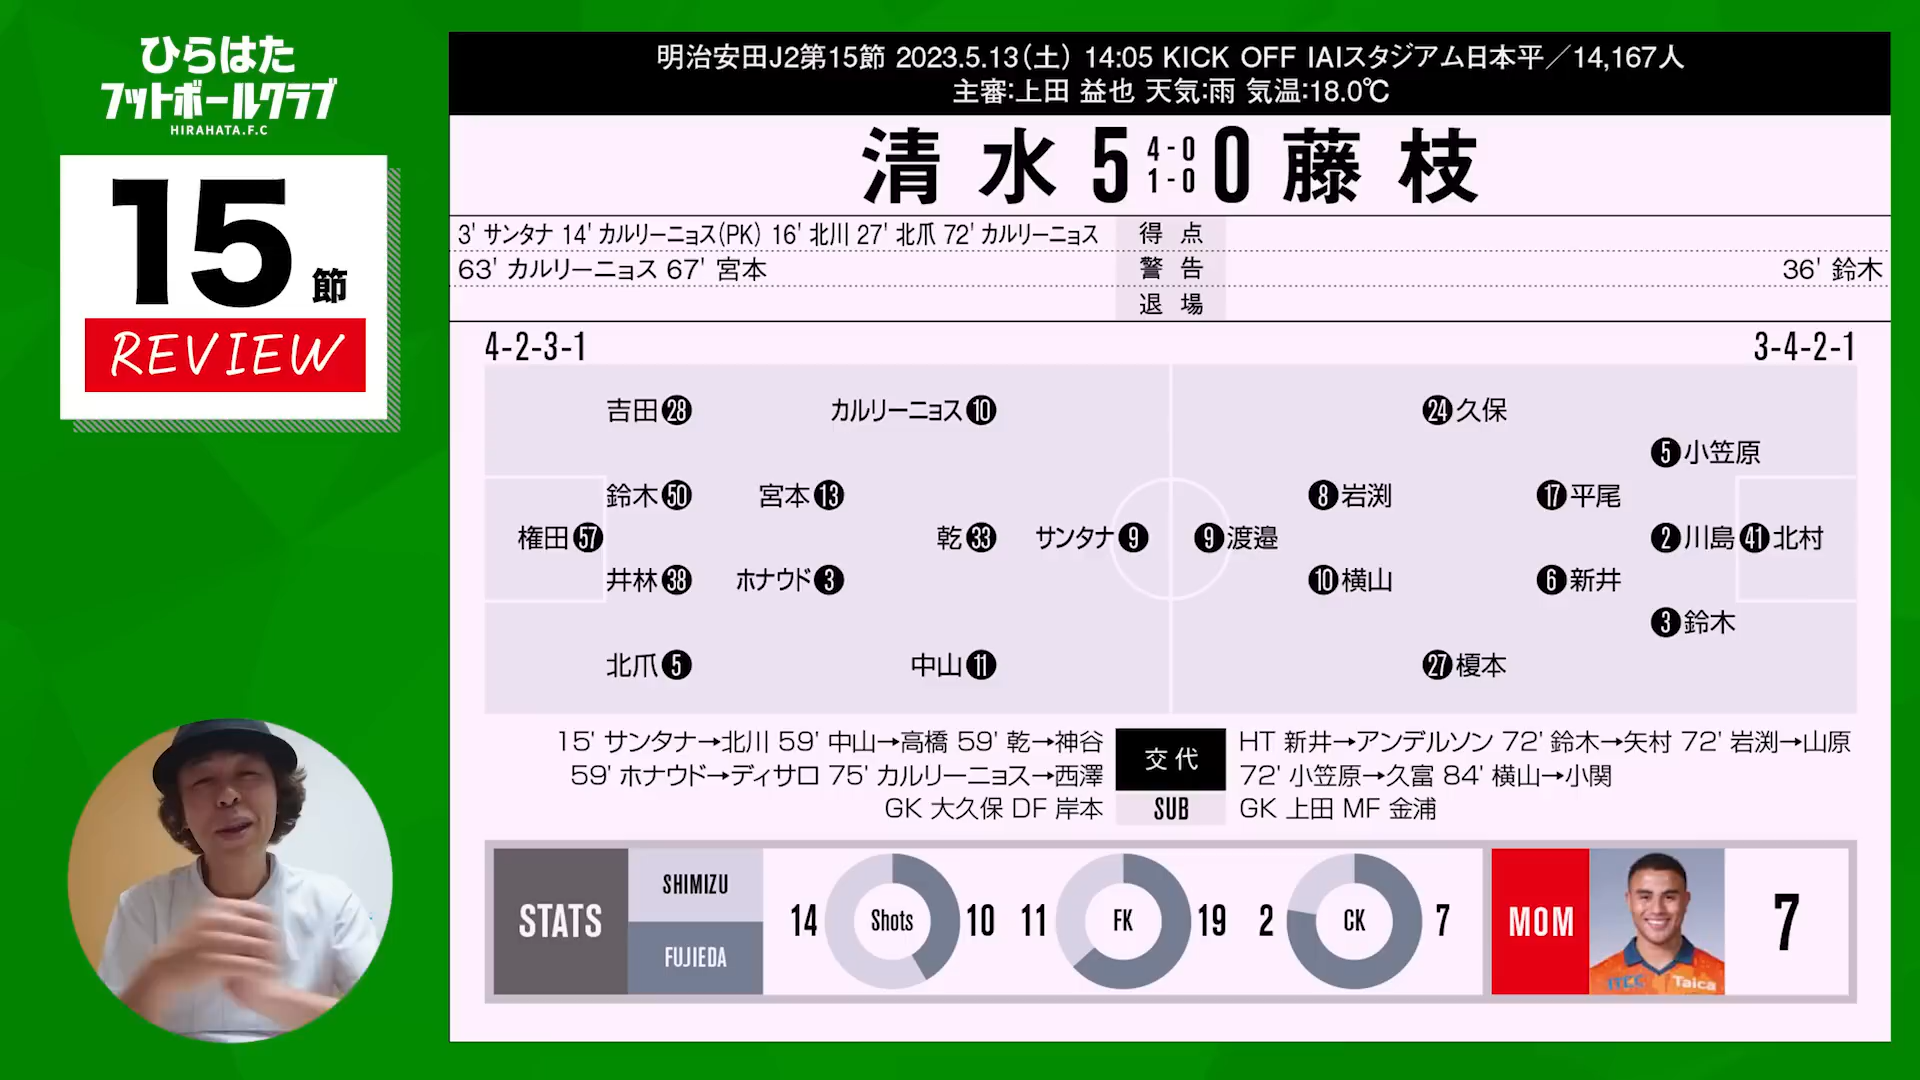 ひらはた
フットボールクラブ
HIRAHATA.F.C
15節
REVIEW
明治安田J2第15節 2023.5.13(土) 14:05 KICK OFF IAIスタジアム日本平／14,167人
主審:上田 益也 天気:雨 気温:18.0℃
清水 5 4-0 0 藤枝
1-0
3' サンタナ 14' カルリーニョス(PK) 16' 北川 27' 北爪 72' カルリーニョス 得点
63' カルリーニョス 67' 宮本 警告 36' 鈴木
退場
4-2-3-1 3-4-2-1
吉田28 カルリーニョス10 24久保
5小笠原
鈴木50 宮本13 8岩渕 17平尾
権田57 乾33 サンタナ9 9渡邉 2川島 41北村
井林38 ホナウド3 10横山 6新井
3鈴木
北爪5 中山11 27榎本
15' サンタナ→北川 59' 中山→高橋 59' 乾→神谷
59' ホナウド→ディサロ 75' カルリーニョス→西澤
交代
HT 新井→アンデルソン 72' 鈴木→矢村 72' 岩渕→山原
72' 小笠原→久富 84' 横山→小関
GK 大久保 DF 岸本 SUB GK 上田 MF 金浦
STATS
SHIMIZU
FUJIEDA
14 Shots 10 11 FK 19 2 CK 7
MOM 7
ITCC Taica